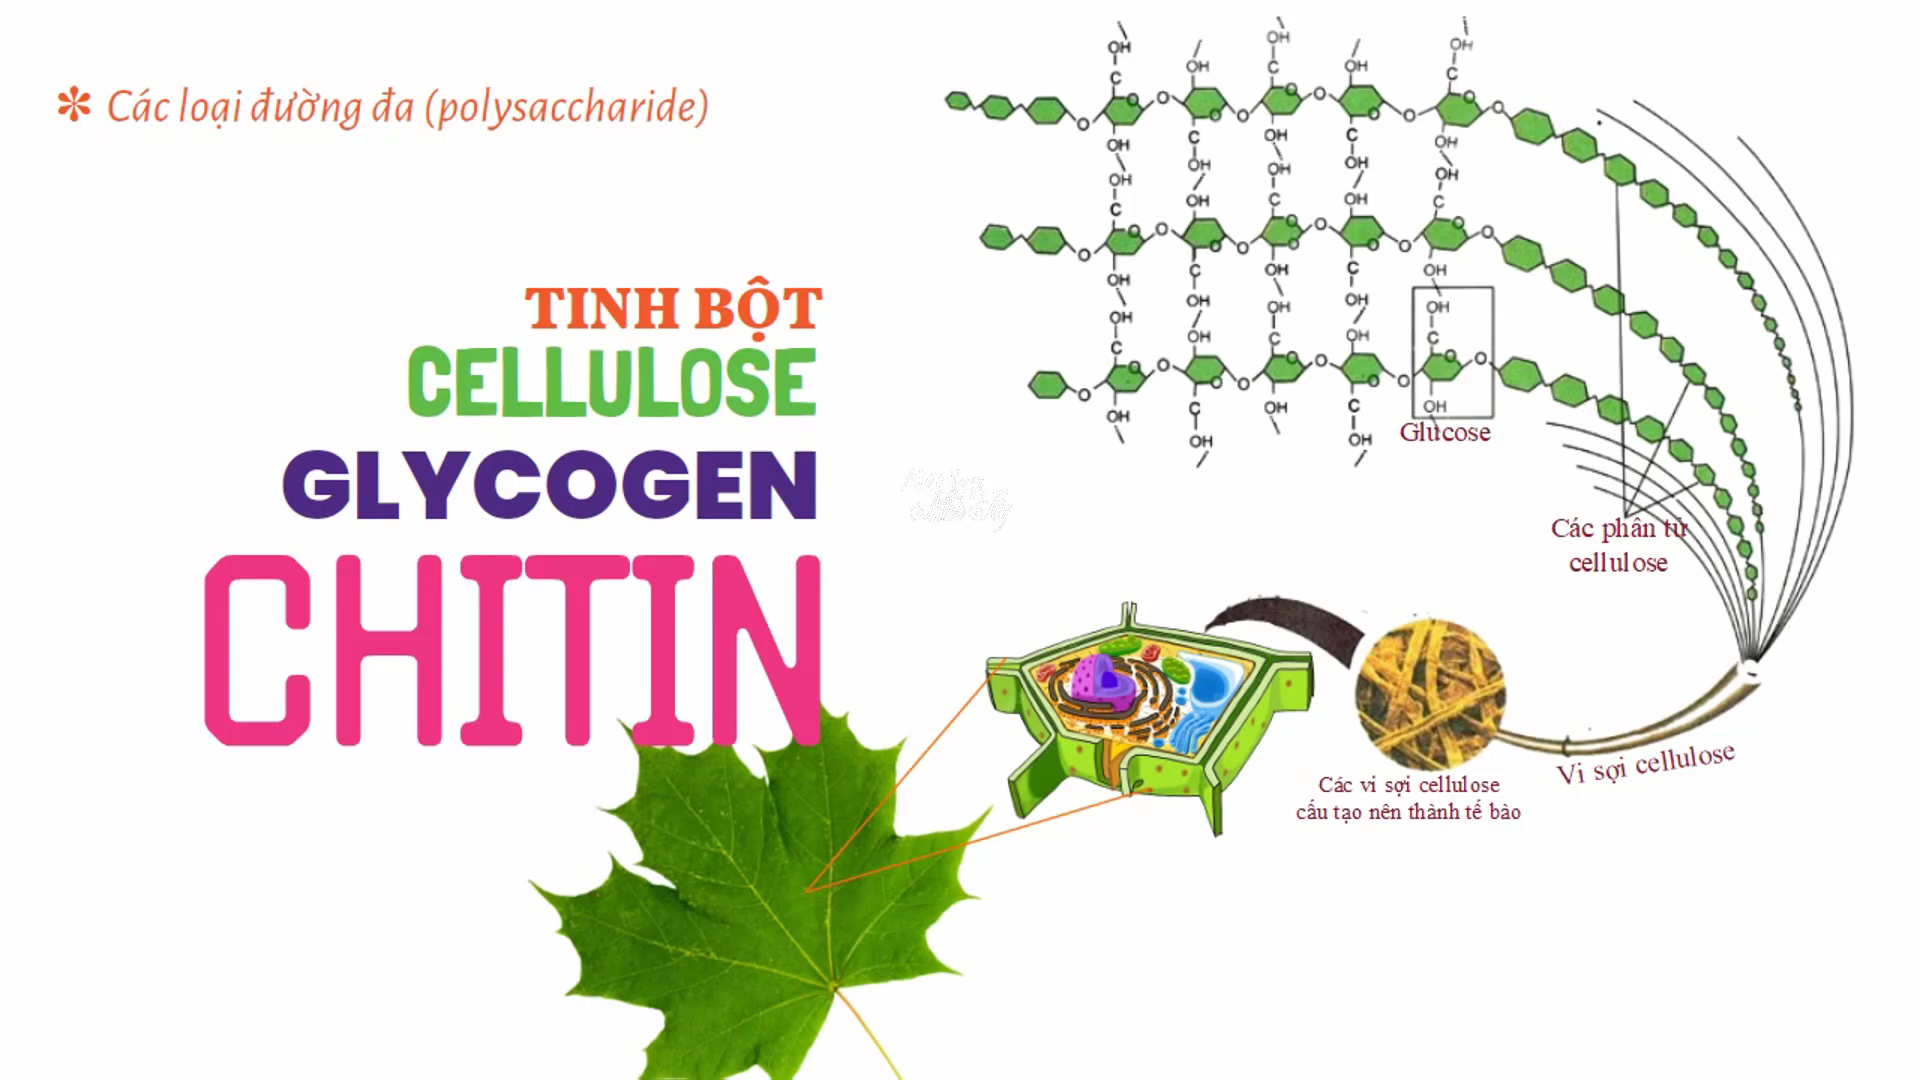 * Các loại đường đa (polysaccharide)
TINH BỘT
CELLULOSE
GLYCOGEN
CHITIN
Glucose
Các phân tử
cellulose
Các vi sợi cellulose
cấu tạo nên thành tế bào
Vi sợi cellulose